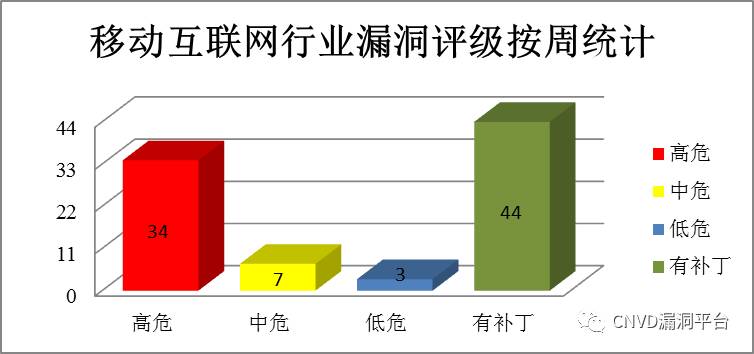 移动互联网行业漏洞评级按周统计
44
33
22
11
0
34
7
3
44
高危
中危
低危
有补丁
高危
中危
低危
有补丁
CNVD漏洞平台